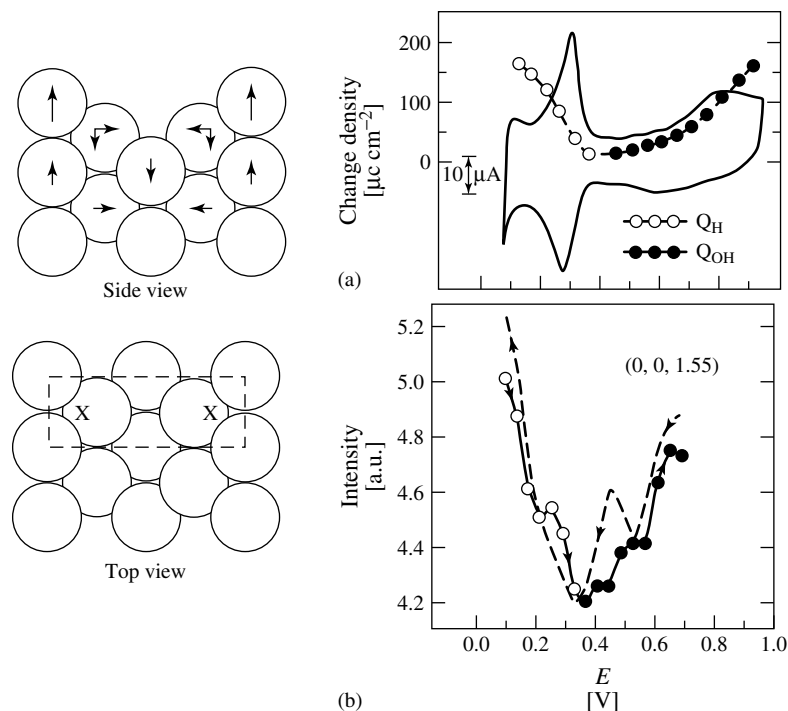 Side view
X X
Top view
Change density
[µc cm⁻²]
200
100
0
10 µA
Q_H
Q_OH
(a)
Intensity
[a.u.]
5.2
5.0
4.8
4.6
4.4
4.2
(0, 0, 1.55)
0.0 0.2 0.4 0.6 0.8 1.0
E
[V]
(b)